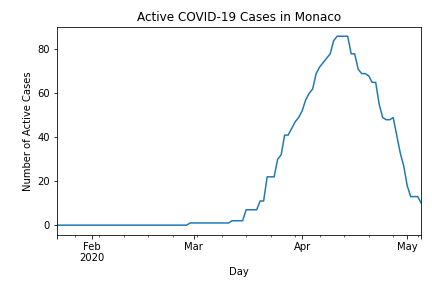 Active COVID-19 Cases in Monaco
Number of Active Cases
80
60
40
20
0
Feb
2020
Mar
Apr
May
Day